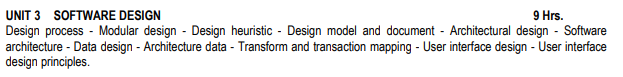 UNIT 3 SOFTWARE DESIGN 9 Hrs.
Design process - Modular design - Design heuristic - Design model and document - Architectural design - Software
architecture - Data design - Architecture data - Transform and transaction mapping - User interface design - User interface
design principles.